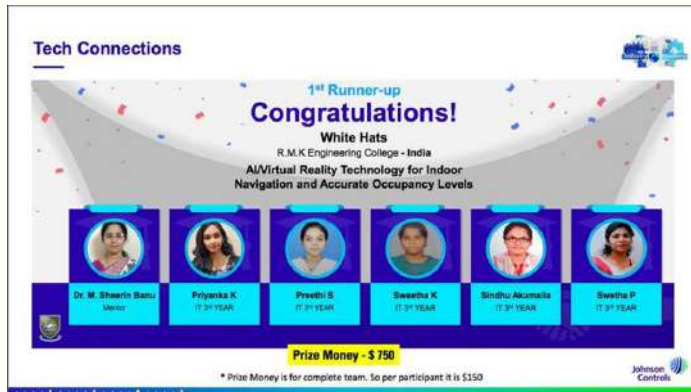 Tech Connections
1st Runner-up
Congratulations!
White Hats
R.M.K Engineering College - India
AI/Virtual Reality Technology for Indoor
Navigation and Accurate Occupancy Levels
Dr. M. Sheerin Banu
Mentor
Priyanka K
IT 3rd YEAR
Preethi S
IT 3rd YEAR
Swetha K
IT 3rd YEAR
Sindhu Akumalla
IT 3rd YEAR
Swetha P
IT 3rd YEAR
Prize Money - $ 750
* Prize Money is for complete team. So per participant it is $150
Johnson
Controls